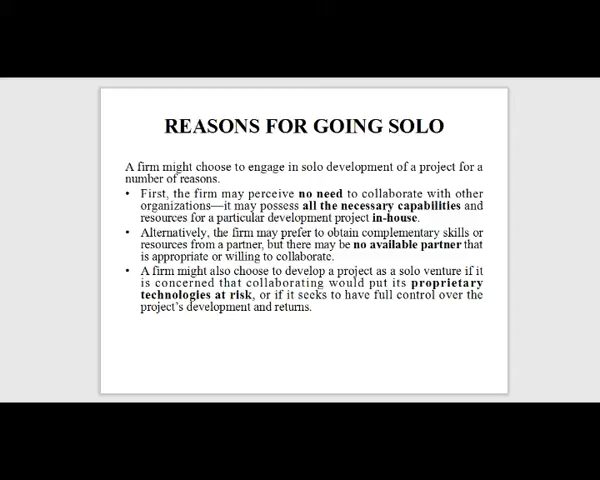 REASONS FOR GOING SOLO
A firm might choose to engage in solo development of a project for a
number of reasons.
• First, the firm may perceive no need to collaborate with other
organizations—it may possess all the necessary capabilities and
resources for a particular development project in-house.
• Alternatively, the firm may prefer to obtain complementary skills or
resources from a partner, but there may be no available partner that
is appropriate or willing to collaborate.
• A firm might also choose to develop a project as a solo venture if it
is concerned that collaborating would put its proprietary
technologies at risk, or if it seeks to have full control over the
project's development and returns.